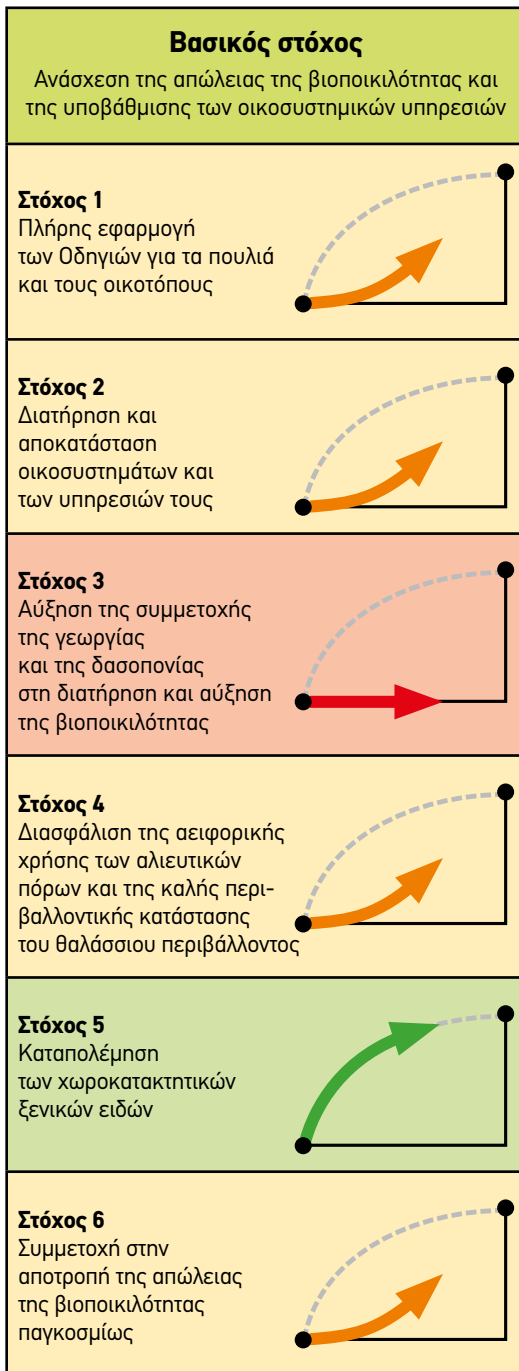 Βασικός στόχος
Ανάσχεση της απώλειας της βιοποικιλότητας και
της υποβάθμισης των οικοσυστημικών υπηρεσιών
Στόχος 1
Πλήρης εφαρμογή
των Οδηγιών για τα πουλιά
και τους οικοτόπους
Στόχος 2
Διατήρηση και
αποκατάσταση
οικοσυστημάτων και
των υπηρεσιών τους
Στόχος 3
Αύξηση της συμμετοχής
της γεωργίας
και της δασοπονίας
στη διατήρηση και αύξηση
της βιοποικιλότητας
Στόχος 4
Διασφάλιση της αειφορικής
χρήσης των αλιευτικών
πόρων και της καλής περι-
βαλλοντικής κατάστασης
του θαλάσσιου περιβάλλοντος
Στόχος 5
Καταπολέμηση
των χωροκατακτητικών
ξενικών ειδών
Στόχος 6
Συμμετοχή στην
αποτροπή της απώλειας
της βιοποικιλότητας
παγκοσμίως